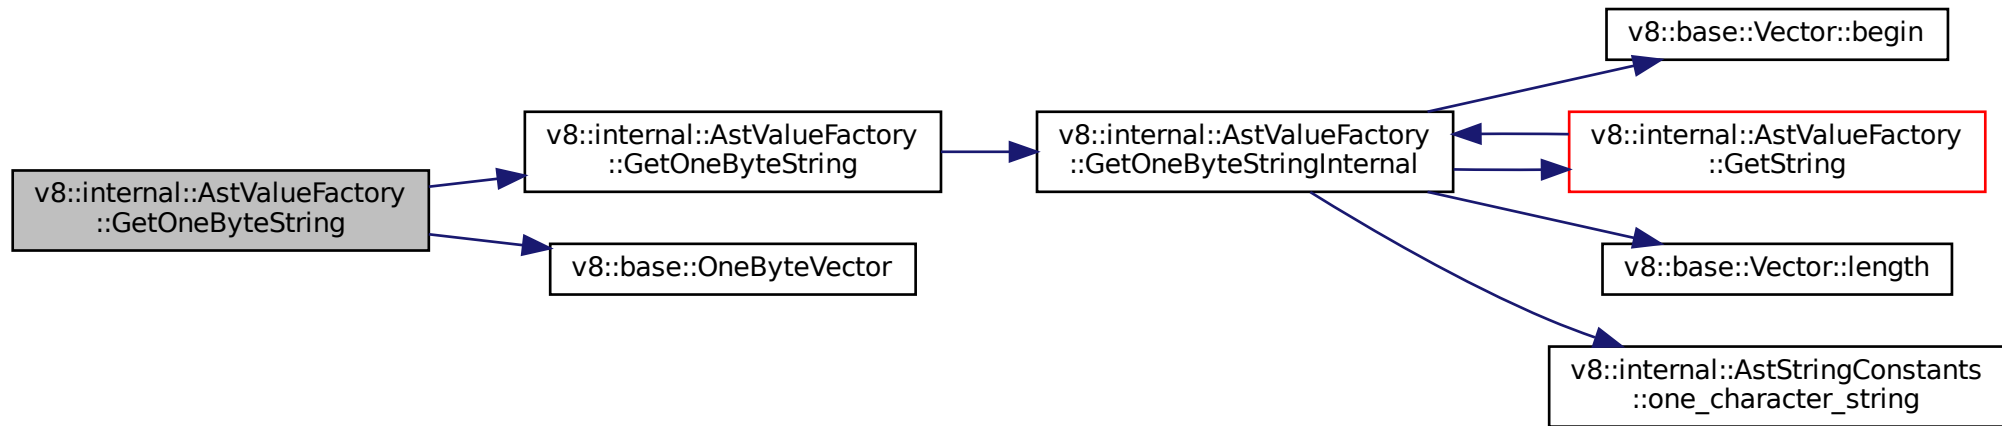 v8::internal::AstValueFactory
::GetOneByteString
v8::internal::AstValueFactory
::GetOneByteString
v8::base::OneByteVector
v8::internal::AstValueFactory
::GetOneByteStringInternal
v8::base::Vector::begin
v8::internal::AstValueFactory
::GetString
v8::base::Vector::length
v8::internal::AstStringConstants
::one_character_string